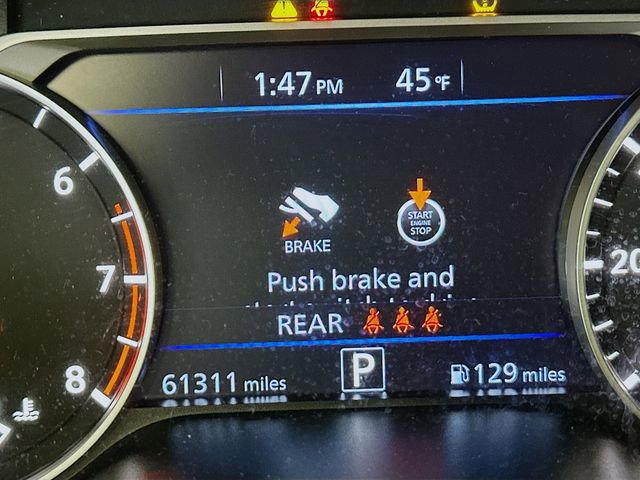 1:47 PM 45°F
6
START
ENGINE
STOP
BRAKE
Push brake and
7
20
REAR
8
61311 miles P 129 miles